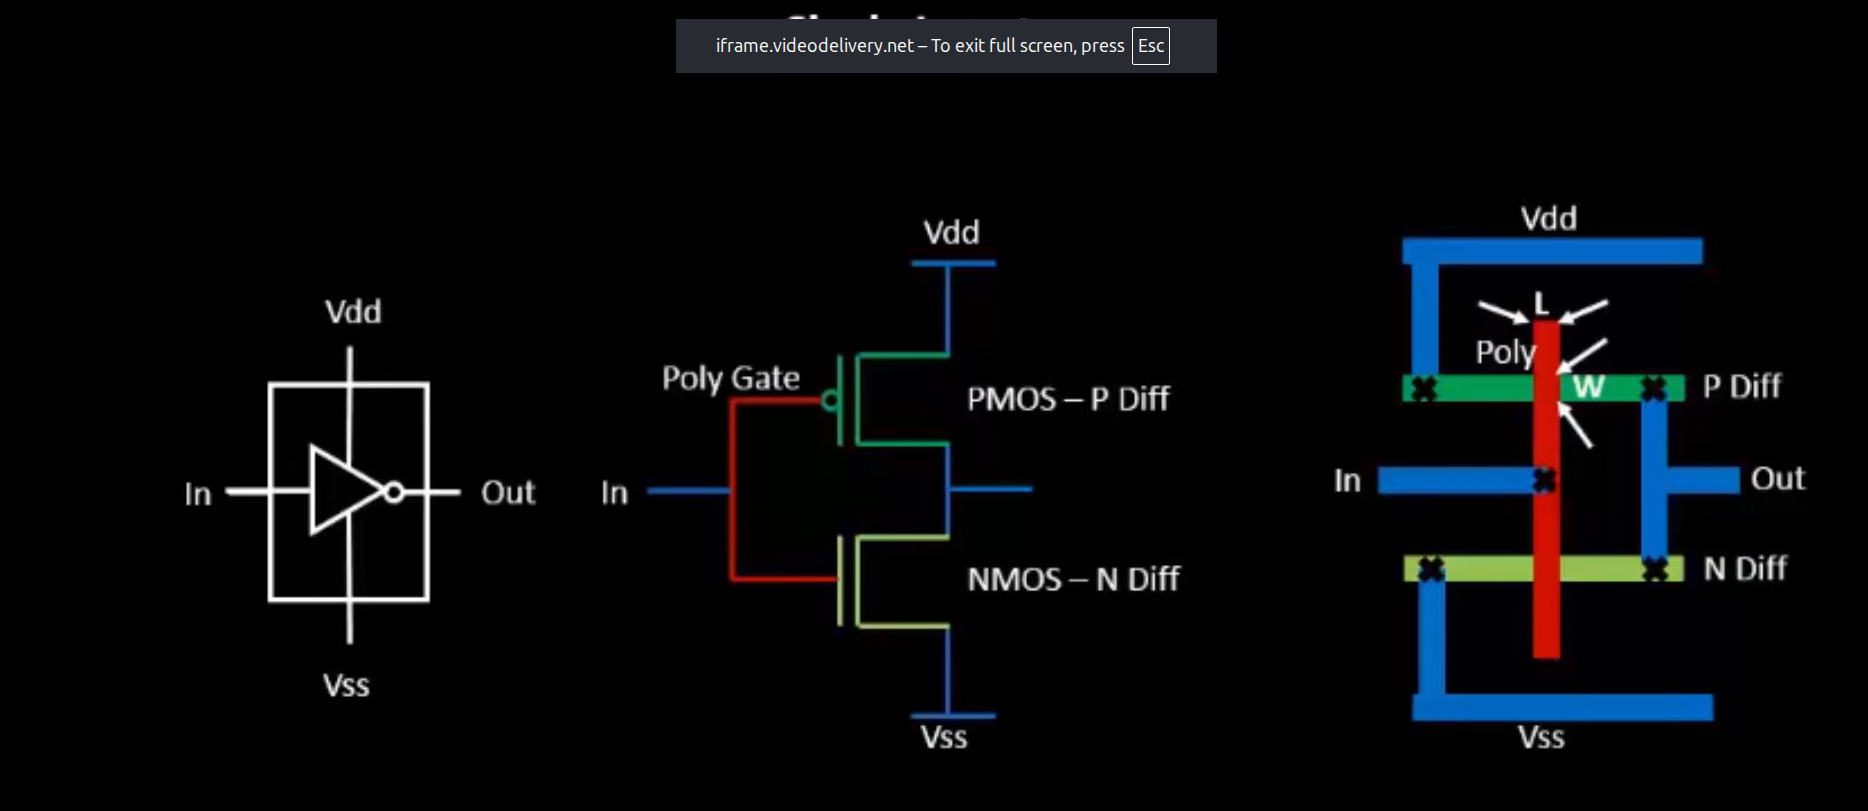 iframe.videodelivery.net – To exit full screen, press Esc
Vdd
In
Out
Vss
Vdd
Poly Gate
PMOS – P Diff
In
NMOS – N Diff
Vss
Vdd
L
Poly
W
P Diff
In
Out
N Diff
Vss